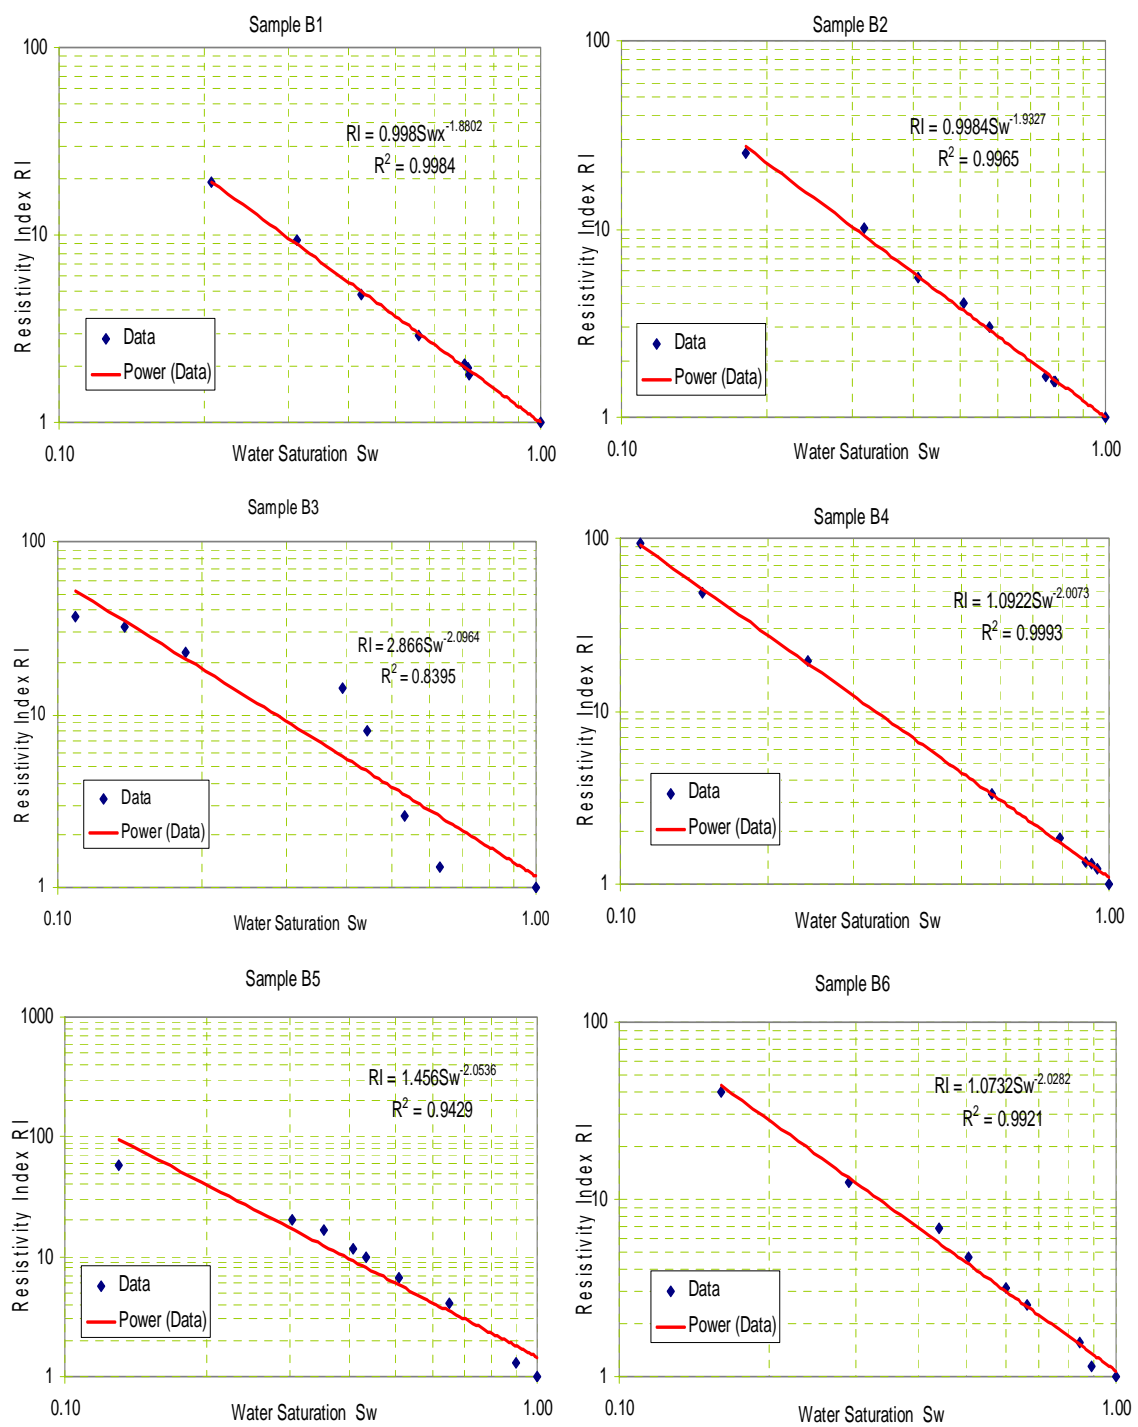 Sample B1
100
RI = 0.998Swx-1.8802
R2 = 0.9984
10
Data
Power (Data)
1
0.10
1.00
Water Saturation Sw
Resistivity Index RI
Sample B2
100
RI = 0.9984Sw-1.9327
R2 = 0.9965
10
Data
Power (Data)
1
0.10
1.00
Water Saturation Sw
Resistivity Index RI
Sample B3
100
RI = 2.866Sw-2.0964
R2 = 0.8395
10
Data
Power (Data)
1
0.10
1.00
Water Saturation Sw
Resistivity Index RI
Sample B4
100
RI = 1.0922Sw-2.0073
R2 = 0.9993
10
Data
Power (Data)
1
0.10
1.00
Water Saturation Sw
Resistivity Index RI
Sample B5
1000
RI = 1.456Sw-2.0536
R2 = 0.9429
100
10
Data
Power (Data)
1
0.10
1.00
Water Saturation Sw
Resistivity Index RI
Sample B6
100
RI = 1.0732Sw-2.0282
R2 = 0.9921
10
Data
Power (Data)
1
0.10
1.00
Water Saturation Sw
Resistivity Index RI